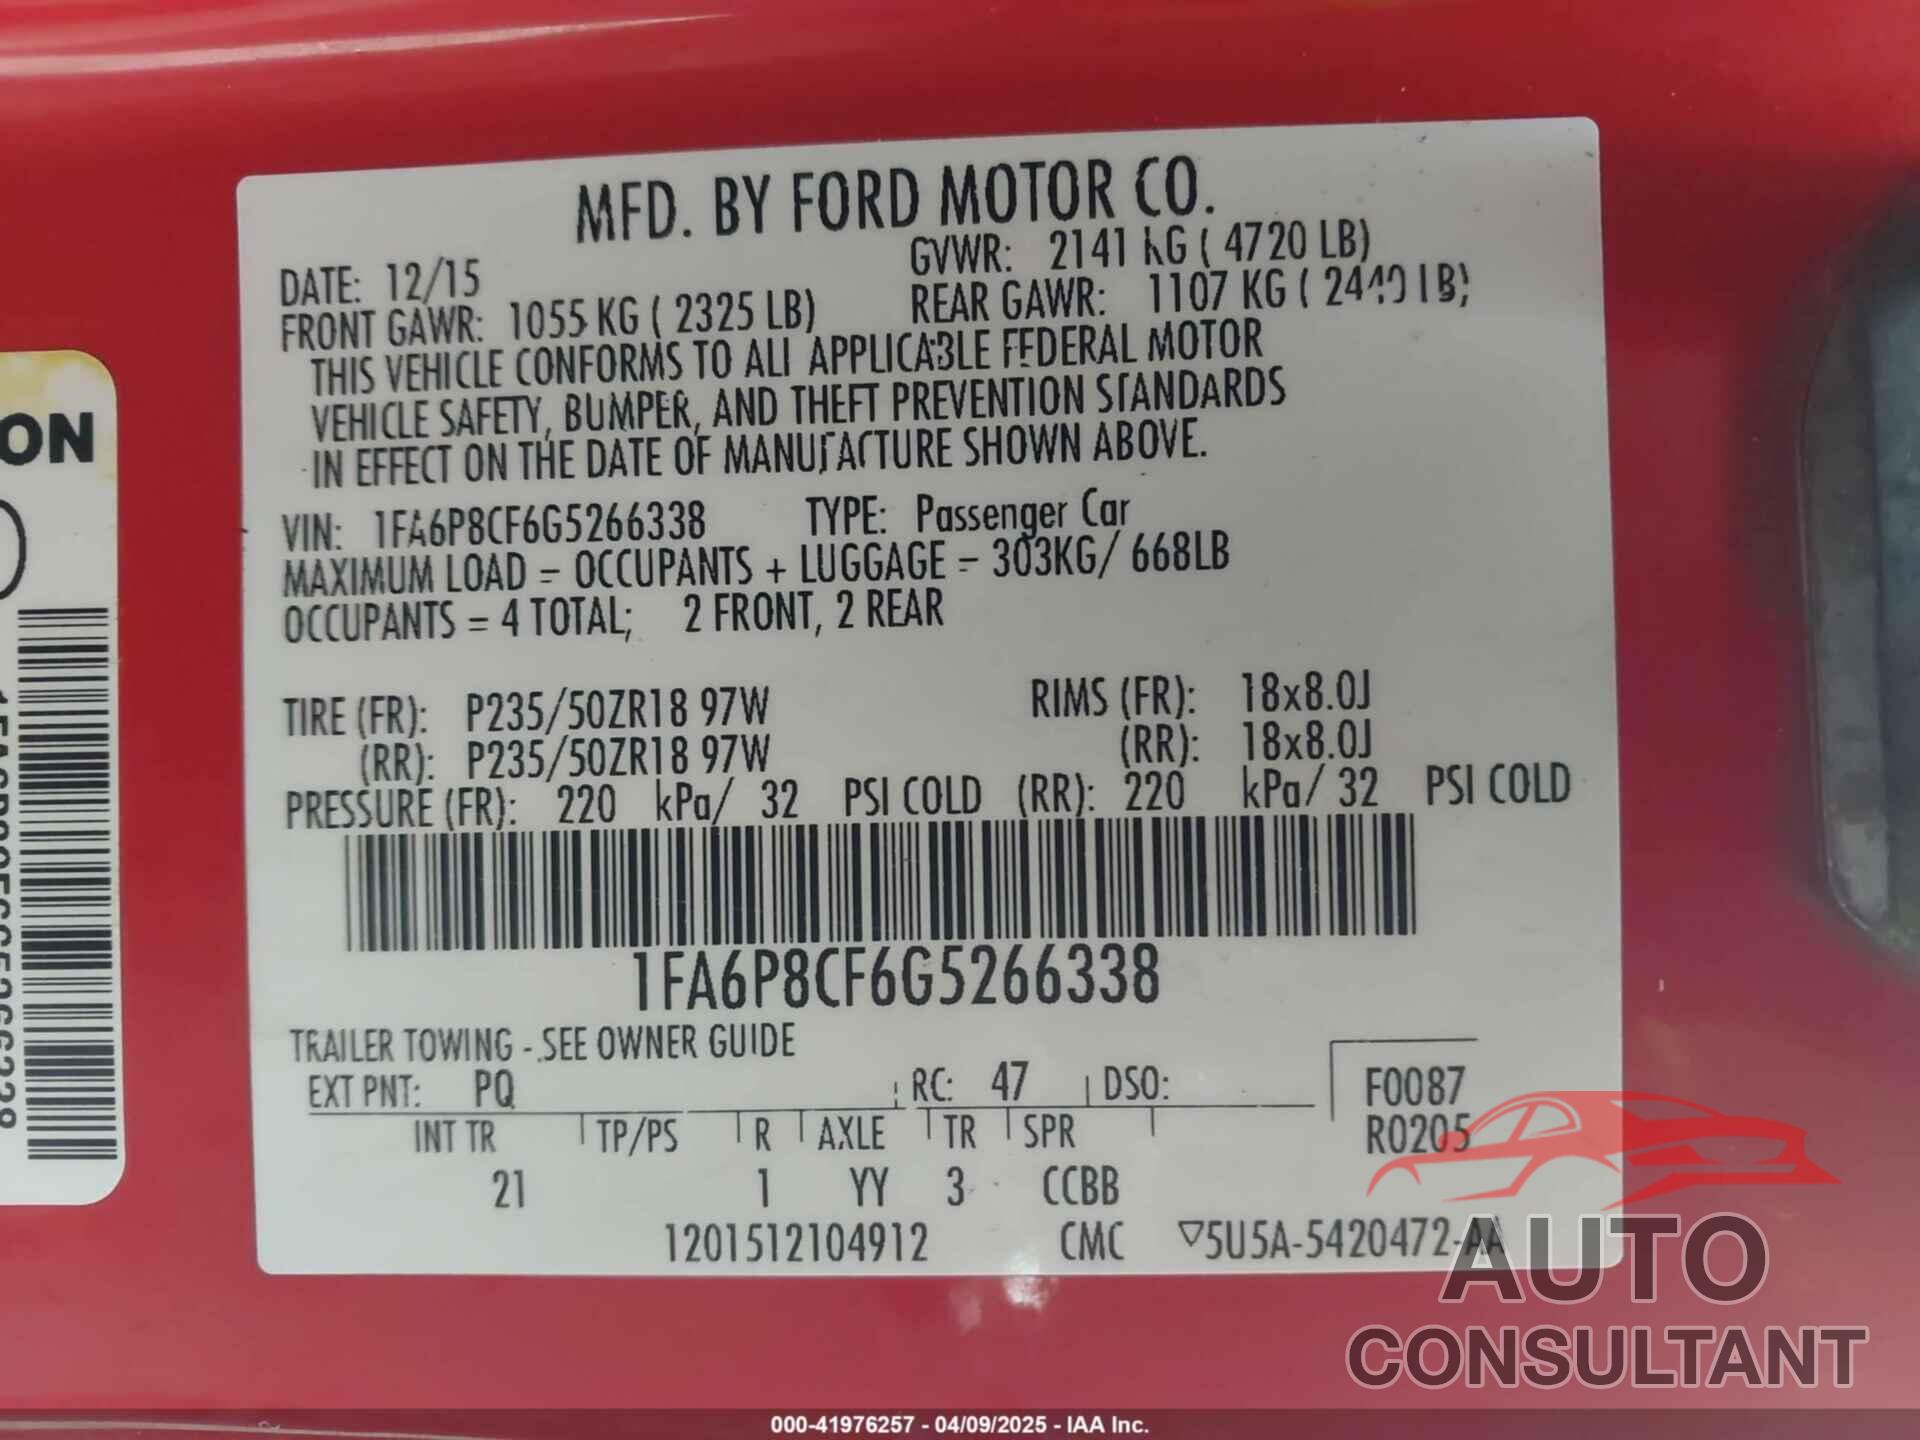 MFD. BY FORD MOTOR CO.
DATE: 12/15 GVWR: 2141 KG ( 4720 LB)
FRONT GAWR: 1055 KG ( 2325 LB) REAR GAWR: 1107 KG ( 2440 LB)
THIS VEHICLE CONFORMS TO ALL APPLICABLE FEDERAL MOTOR
VEHICLE SAFETY, BUMPER, AND THEFT PREVENTION STANDARDS
IN EFFECT ON THE DATE OF MANUFACTURE SHOWN ABOVE.
VIN: 1FA6P8CF6G5266338 TYPE: Passenger Car
MAXIMUM LOAD = OCCUPANTS + LUGGAGE = 303KG/ 668LB
OCCUPANTS = 4 TOTAL; 2 FRONT, 2 REAR
TIRE (FR): P235/50ZR18 97W RIMS (FR): 18x8.0J
(RR): P235/50ZR18 97W (RR): 18x8.0J
PRESSURE (FR): 220 kPa/ 32 PSI COLD (RR): 220 kPa/ 32 PSI COLD
1FA6P8CF6G5266338
TRAILER TOWING - SEE OWNER GUIDE
EXT PNT: PQ RC: 47 DSO: F0087
INT TR TP/PS R AXLE TR SPR R0205
21 1 YY 3 CCBB
1201512104912 CMC ▽5U5A-5420472-AA
ON
1FA6P8CF6G5266338
AUTO
CONSULTANT
000-41976257 - 04/09/2025 - IAA Inc.